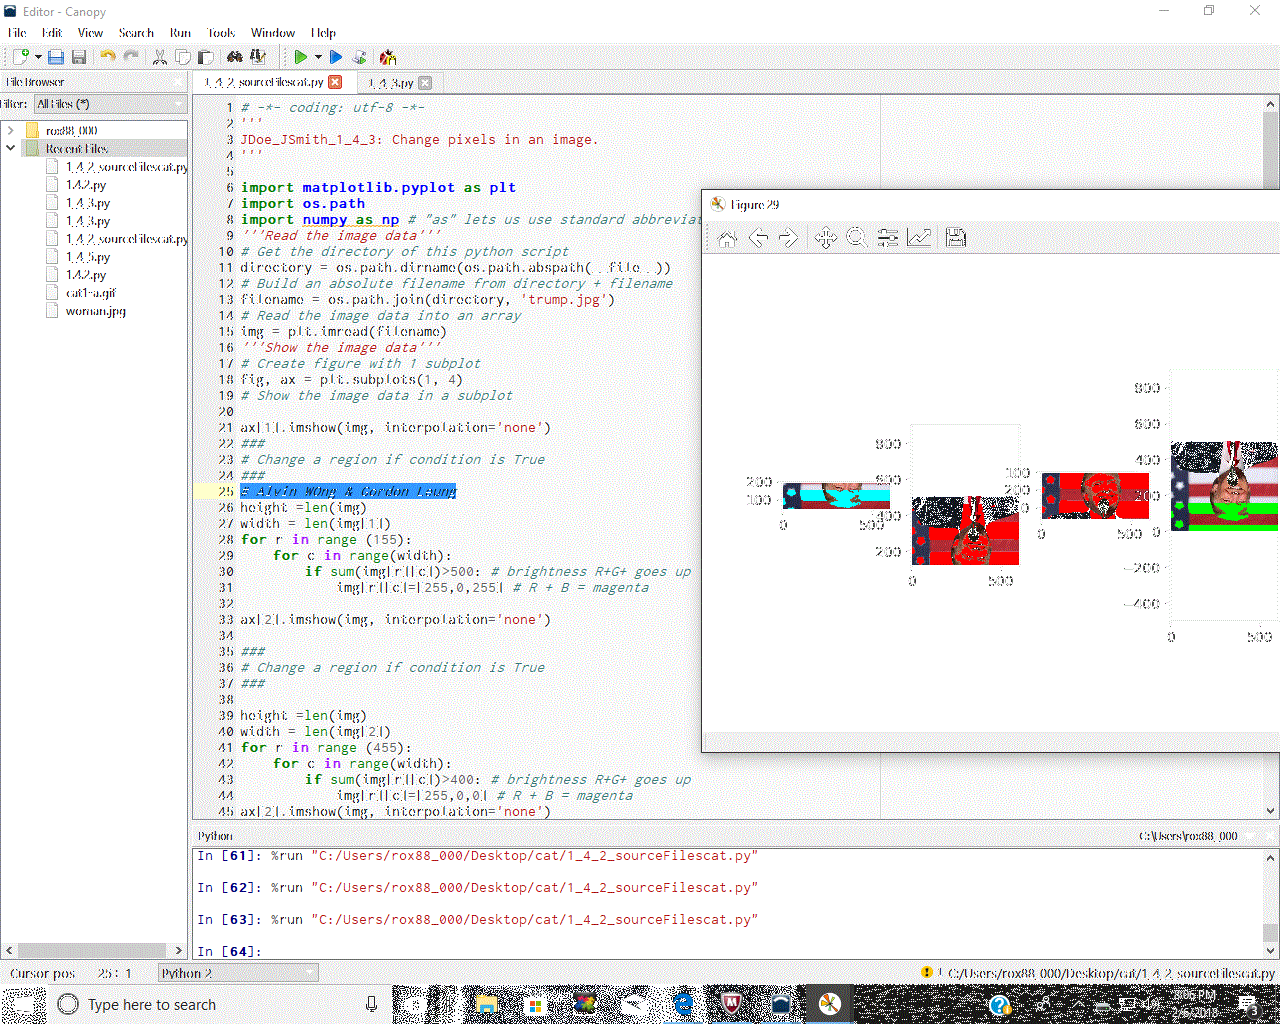 Editor - Canopy
File Edit View Search Run Tools Window Help
File Browser
1_4_2_sourceFilescat.py
1_4_3.py
Filter: All Files (*)
rox88_000
Recent Files
1_4_2_sourceFilescat.py
1.4.2.py
1_4_3.py
1_4_3.py
1_4_2_sourceFilescat.py
1_4_5.py
1.4.2.py
cat1-a.gif
woman.jpg
1 # -*- coding: utf-8 -*-
2 '''
3 JDoe_JSmith_1_4_3: Change pixels in an image.
4 '''
5
6 import matplotlib.pyplot as plt
7 import os.path
8 import numpy as np # "as" lets us use standard abbreviat
9 '''Read the image data'''
10 # Get the directory of this python script
11 directory = os.path.dirname(os.path.abspath(__file__))
12 # Build an absolute filename from directory + filename
13 filename = os.path.join(directory, 'trump.jpg')
14 # Read the image data into an array
15 img = plt.imread(filename)
16 '''Show the image data'''
17 # Create figure with 1 subplot
18 fig, ax = plt.subplots(1, 4)
19 # Show the image data in a subplot
20
21 ax[1].imshow(img, interpolation='none')
22 ###
23 # Change a region if condition is True
24 ###
25 # Alvin WOng & Gordon Leung
26 height =len(img)
27 width = len(img[1])
28 for r in range (155):
29 for c in range(width):
30 if sum(img[r][c])>500: # brightness R+G+ goes up
31 img[r][c]=[255,0,255] # R + B = magenta
32
33 ax[2].imshow(img, interpolation='none')
34
35 ###
36 # Change a region if condition is True
37 ###
38
39 height =len(img)
40 width = len(img[2])
41 for r in range (455):
42 for c in range(width):
43 if sum(img[r][c])>400: # brightness R+G+ goes up
44 img[r][c]=[255,0,0] # R + B = magenta
45 ax[2].imshow(img, interpolation='none')
Figure 29
200
100
0 500
800
600
400
200
0 500
100
200
0
0 500
800
600
400
200
0
−200
−400
0 500
Python
C:\Users\rox88_000
In [61]: %run "C:/Users/rox88_000/Desktop/cat/1_4_2_sourceFilescat.py"
In [62]: %run "C:/Users/rox88_000/Desktop/cat/1_4_2_sourceFilescat.py"
In [63]: %run "C:/Users/rox88_000/Desktop/cat/1_4_2_sourceFilescat.py"
In [64]:
Cursor pos 25 : 1 Python 2
1 C:/Users/rox88_000/Desktop/cat/1_4_2_sourceFilescat.py
Type here to search
2/6/2018
3